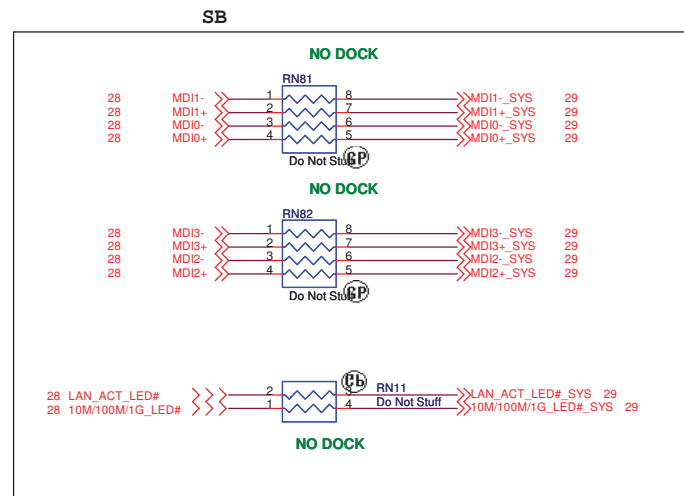 SB
NO DOCK
RN81
28 MDI1- 1 8 MDI1-_SYS 29
28 MDI1+ 2 7 MDI1+_SYS 29
28 MDI0- 3 6 MDI0-_SYS 29
28 MDI0+ 4 5 MDI0+_SYS 29
Do Not Stuff GP
NO DOCK
RN82
28 MDI3- 1 8 MDI3-_SYS 29
28 MDI3+ 2 7 MDI3+_SYS 29
28 MDI2- 3 6 MDI2-_SYS 29
28 MDI2+ 4 5 MDI2+_SYS 29
Do Not Stuff GP
RN11
28 LAN_ACT_LED# 2 3 LAN_ACT_LED#_SYS 29
Do Not Stuff
28 10M/100M/1G_LED# 1 4 10M/100M/1G_LED#_SYS 29
NO DOCK